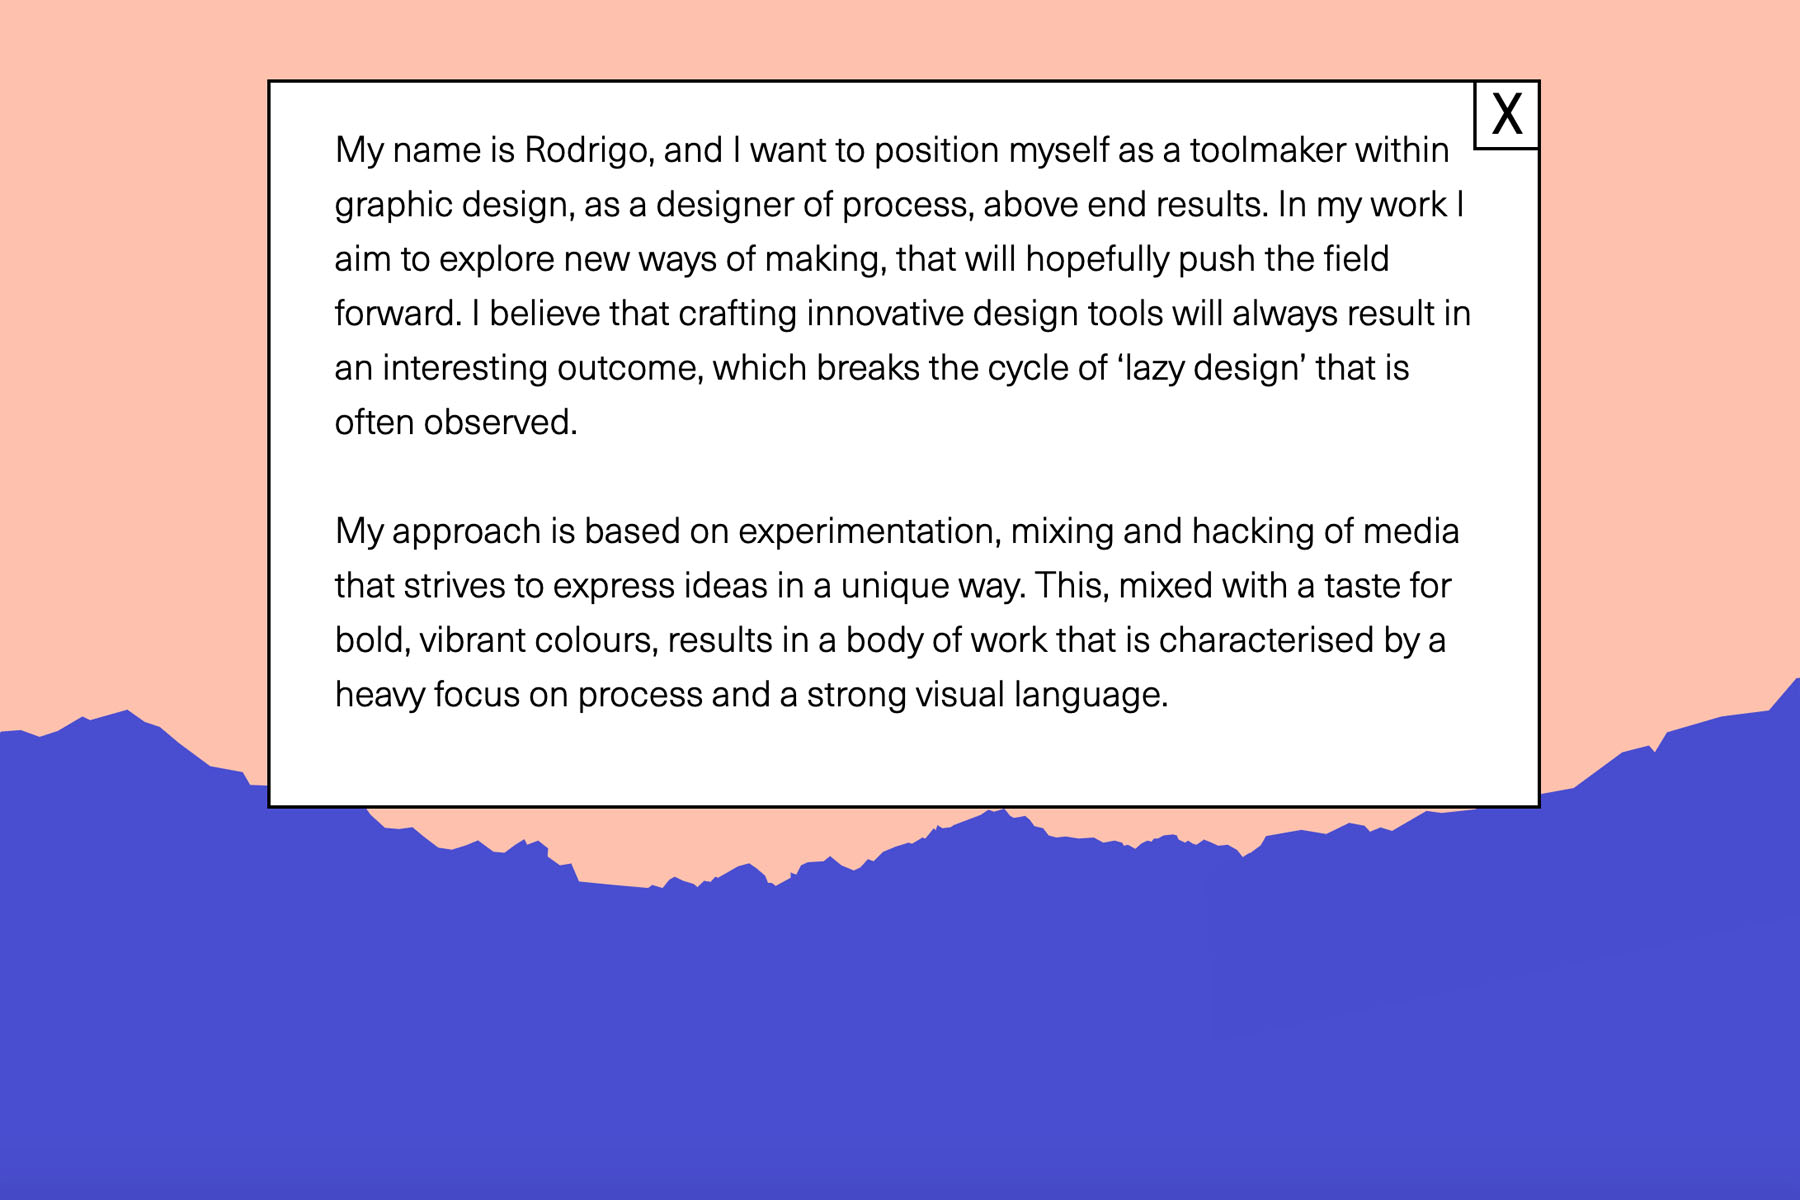 X
My name is Rodrigo, and I want to position myself as a toolmaker within
graphic design, as a designer of process, above end results. In my work I
aim to explore new ways of making, that will hopefully push the field
forward. I believe that crafting innovative design tools will always result in
an interesting outcome, which breaks the cycle of ‘lazy design’ that is
often observed.
My approach is based on experimentation, mixing and hacking of media
that strives to express ideas in a unique way. This, mixed with a taste for
bold, vibrant colours, results in a body of work that is characterised by a
heavy focus on process and a strong visual language.